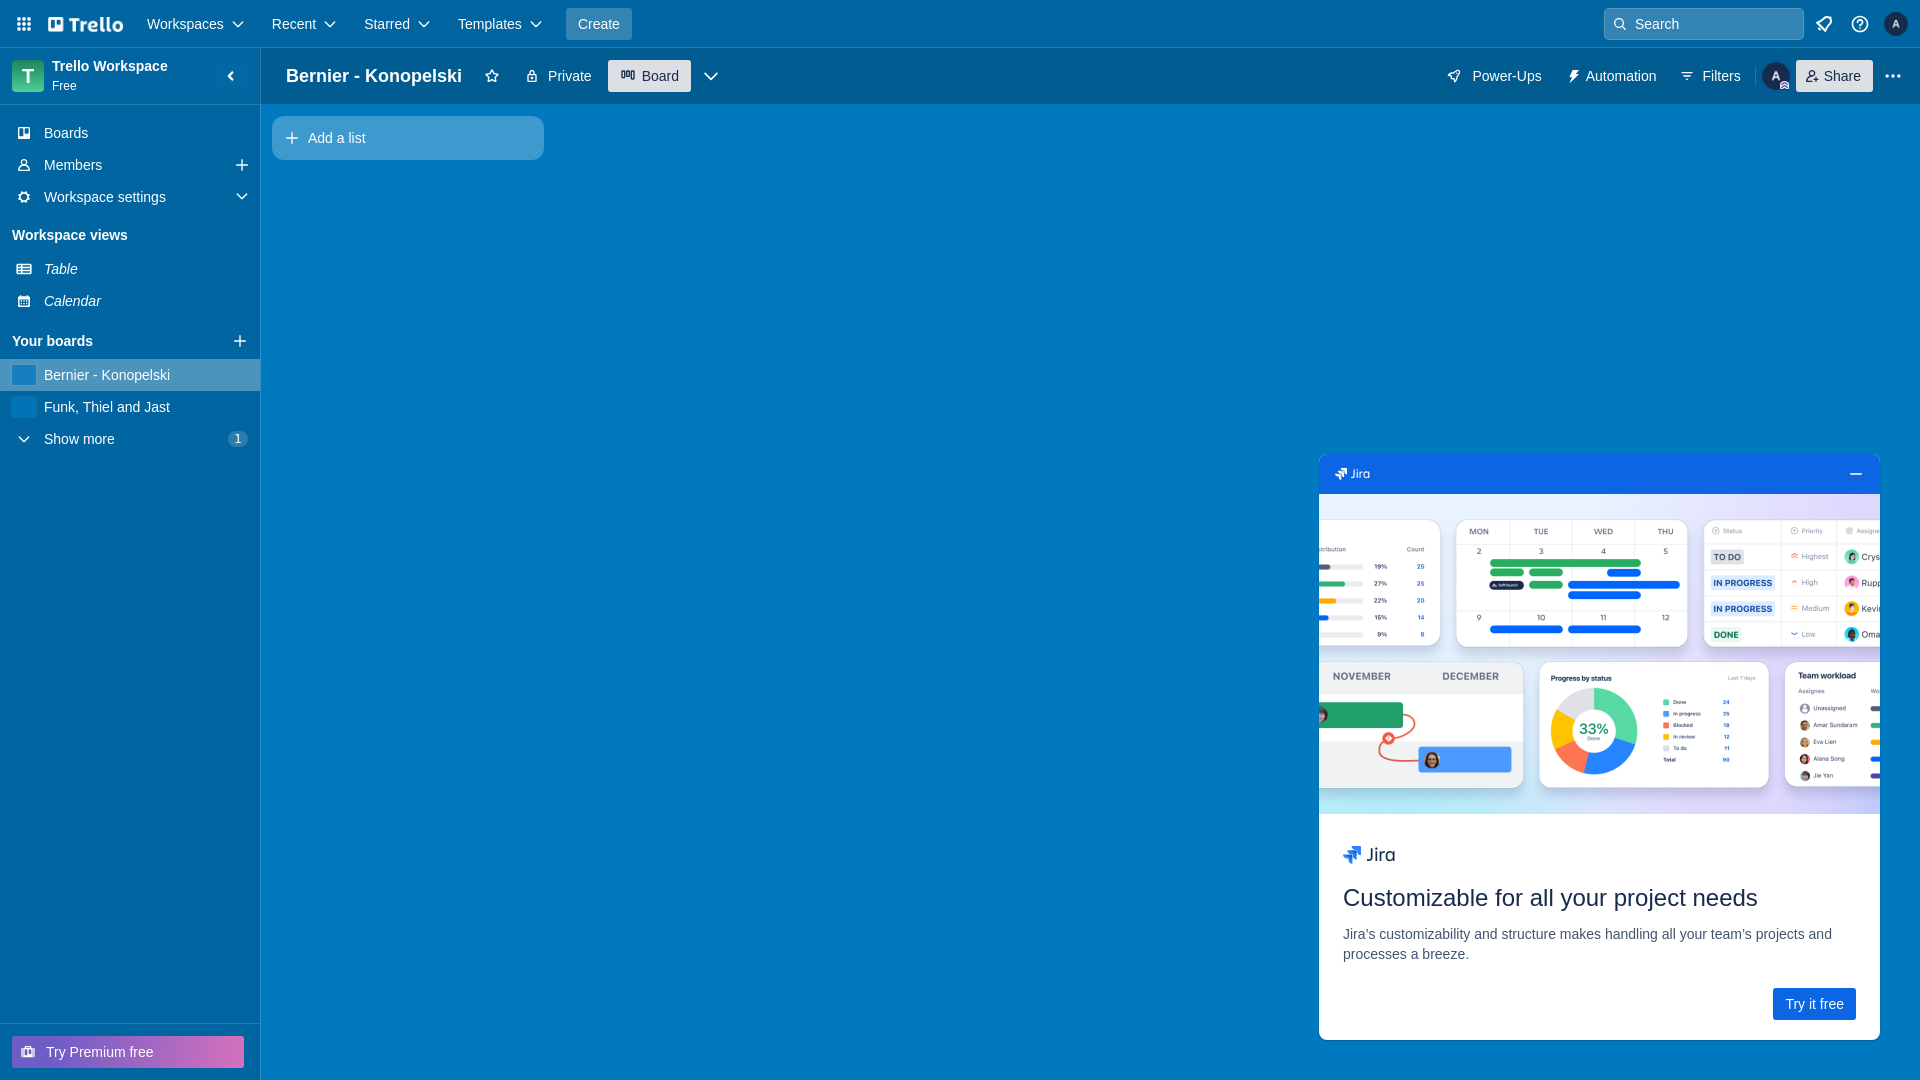 Trello
Workspaces
Recent
Starred
Templates
Create
Search
A
T
Trello Workspace
Free
Bernier - Konopelski
Private
Board
Power-Ups
Automation
Filters
A
Share
Boards
Members
Workspace settings
Workspace views
Table
Calendar
Your boards
Bernier - Konopelski
Funk, Thiel and Jast
Show more
1
Try Premium free
Add a list
Jira
tribution Count
19% 25
27% 25
22% 20
15% 14
9% 8
MON TUE WED THU
2 3 4 5
9 10 11 12
Status Priority Assigne
TO DO Highest Crys
IN PROGRESS High Rupp
IN PROGRESS Medium Kevi
DONE Low Oma
NOVEMBER DECEMBER
Progress by status Last 7 days
33%
Done
Done 24
In progress 25
Blocked 18
In review 12
To do 11
Total 90
Team workload
Assignee Wo
Unassigned
Amar Sundaram
Eva Lien
Alana Song
Jie Yan
Jira
Customizable for all your project needs
Jira’s customizability and structure makes handling all your team’s projects and
processes a breeze.
Try it free